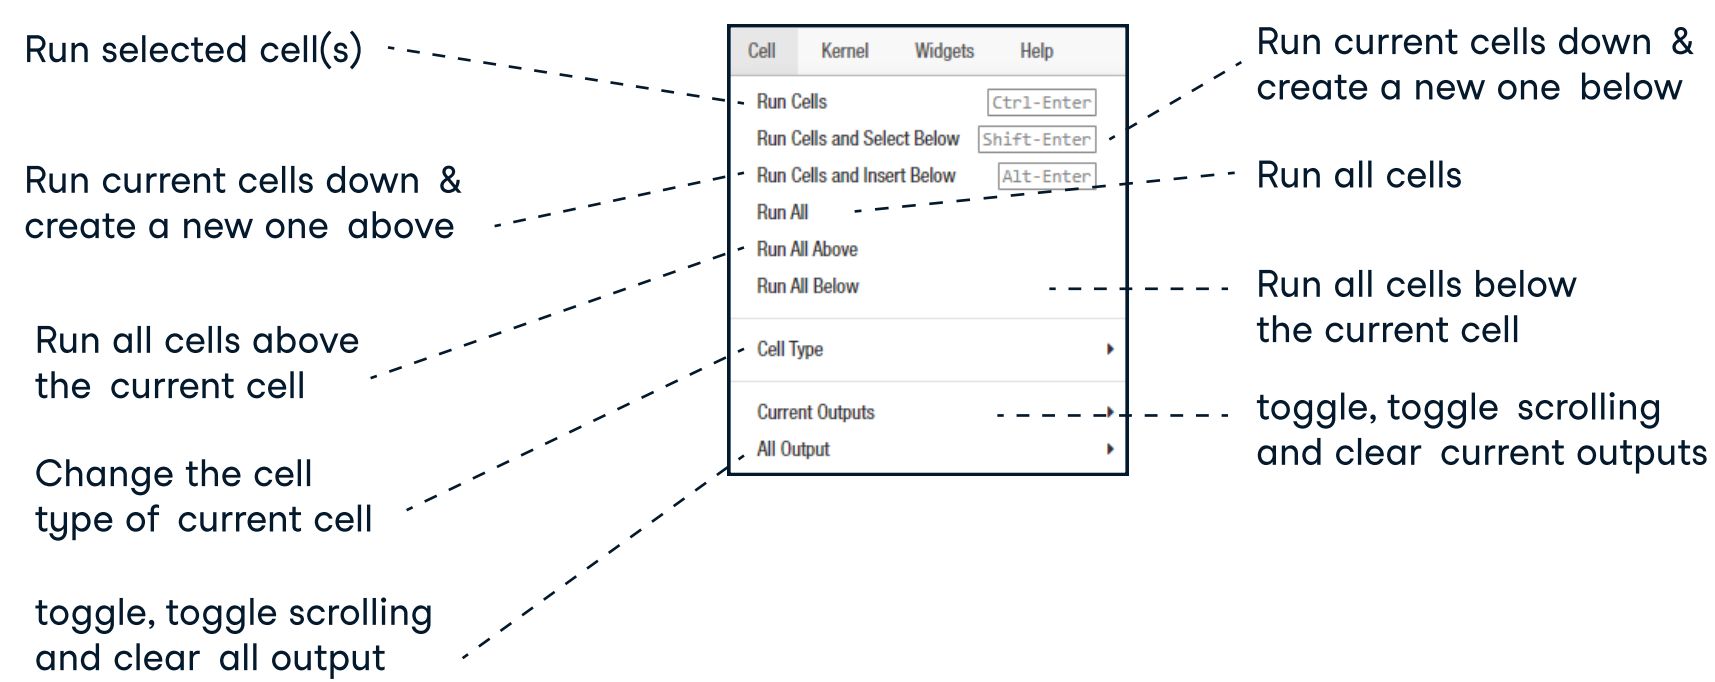 Run selected cell(s)
Run current cells down &
create a new one above
Run all cells above
the current cell
Change the cell
type of current cell
toggle, toggle scrolling
and clear all output
Cell Kernel Widgets Help
Run Cells Ctrl-Enter
Run Cells and Select Below Shift-Enter
Run Cells and Insert Below Alt-Enter
Run All
Run All Above
Run All Below
Cell Type
Current Outputs
All Output
Run current cells down &
create a new one below
Run all cells
Run all cells below
the current cell
toggle, toggle scrolling
and clear current outputs